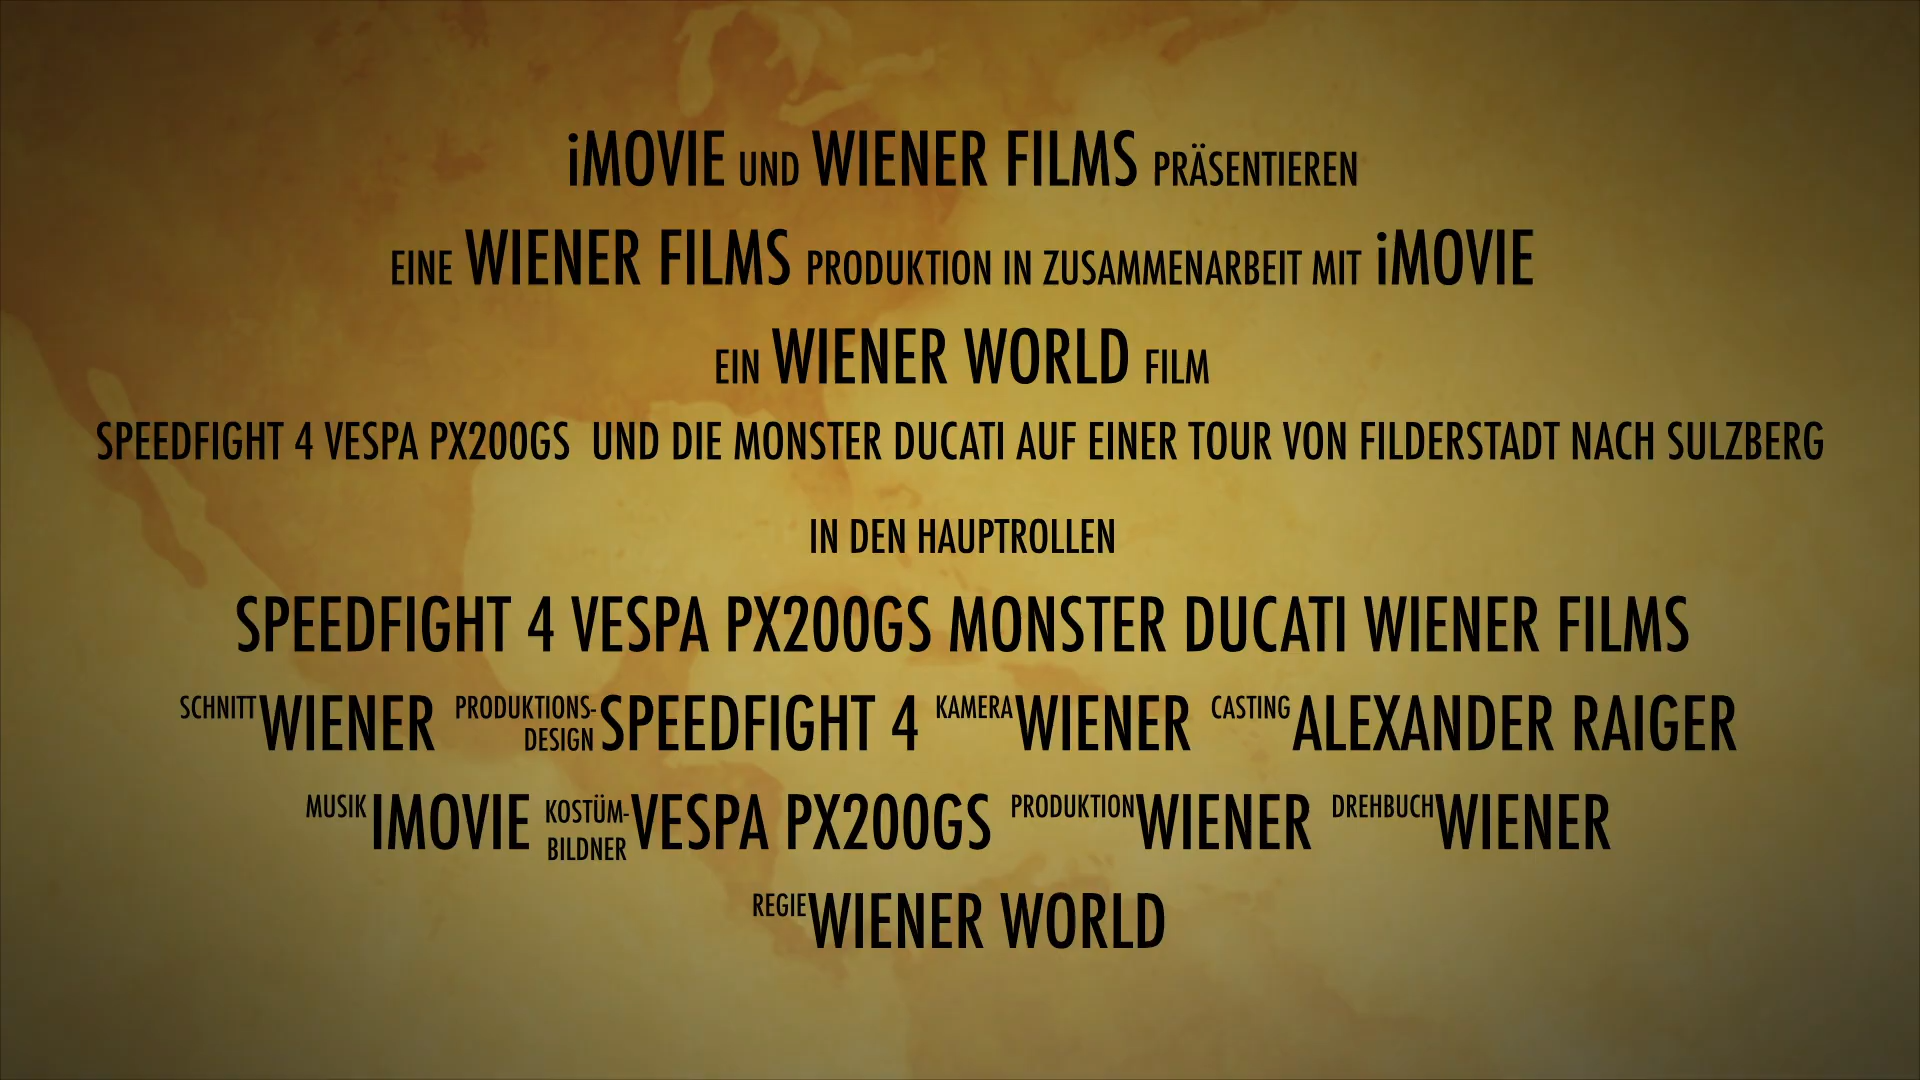 iMOVIE UND WIENER FILMS PRÄSENTIEREN
EINE WIENER FILMS PRODUKTION IN ZUSAMMENARBEIT MIT iMOVIE
EIN WIENER WORLD FILM
SPEEDFIGHT 4 VESPA PX200GS  UND DIE MONSTER DUCATI AUF EINER TOUR VON FILDERSTADT NACH SULZBERG
IN DEN HAUPTROLLEN
SPEEDFIGHT 4 VESPA PX200GS MONSTER DUCATI WIENER FILMS
SCHNITT WIENER PRODUKTIONS-DESIGN SPEEDFIGHT 4 KAMERA WIENER CASTING ALEXANDER RAIGER
MUSIK IMOVIE KOSTÜM-BILDNER VESPA PX200GS PRODUKTION WIENER DREHBUCH WIENER
REGIE WIENER WORLD